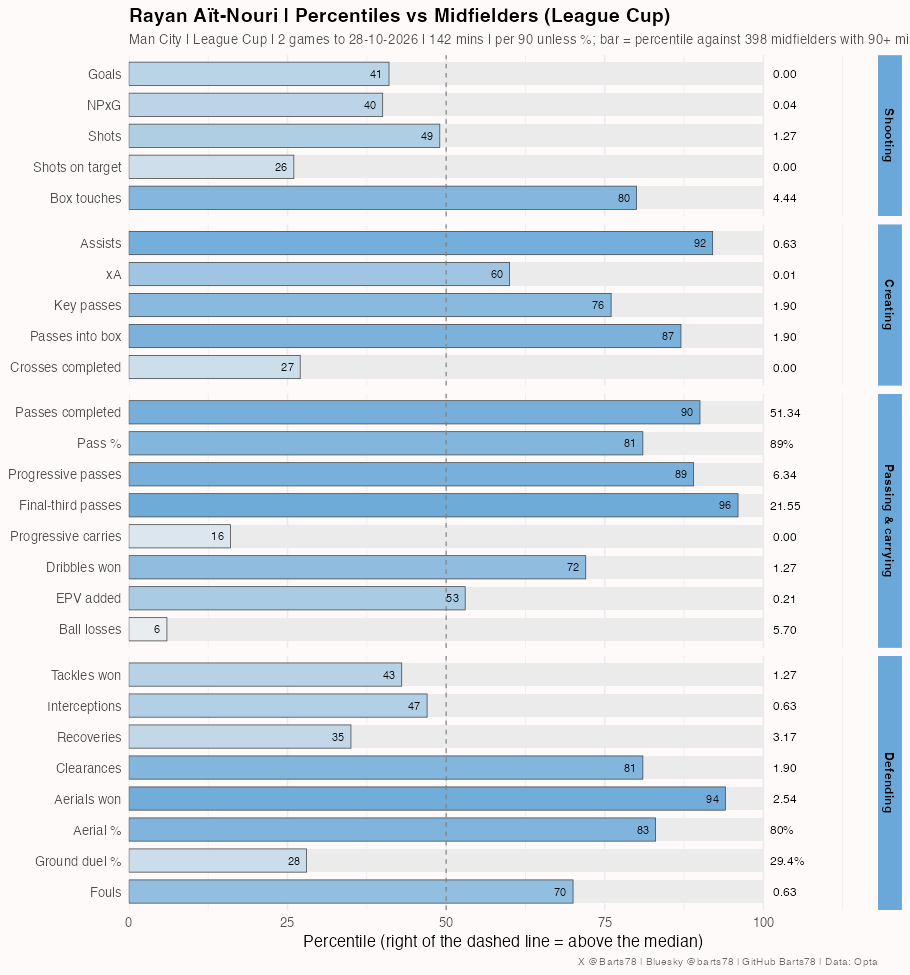 Rayan Aït-Nouri | Percentiles vs Midfielders (League Cup)
Man City | League Cup | 2 games to 28-10-2026 | 142 mins | per 90 unless %; bar = percentile against 398 midfielders with 90+ mi
Goals 41 0.00
NPxG 40 0.04
Shots 49 1.27
Shots on target 26 0.00
Box touches 80 4.44
Shooting
Assists 92 0.63
xA 60 0.01
Key passes 76 1.90
Passes into box 87 1.90
Crosses completed 27 0.00
Creating
Passes completed 90 51.34
Pass % 81 89%
Progressive passes 89 6.34
Final-third passes 96 21.55
Progressive carries 16 0.00
Dribbles won 72 1.27
EPV added 53 0.21
Ball losses 6 5.70
Passing & carrying
Tackles won 43 1.27
Interceptions 47 0.63
Recoveries 35 3.17
Clearances 81 1.90
Aerials won 94 2.54
Aerial % 83 80%
Ground duel % 28 29.4%
Fouls 70 0.63
Defending
0 25 50 75 100
Percentile (right of the dashed line = above the median)
X @Barts78 | Bluesky @barts78 | GitHub Barts78 | Data: Opta